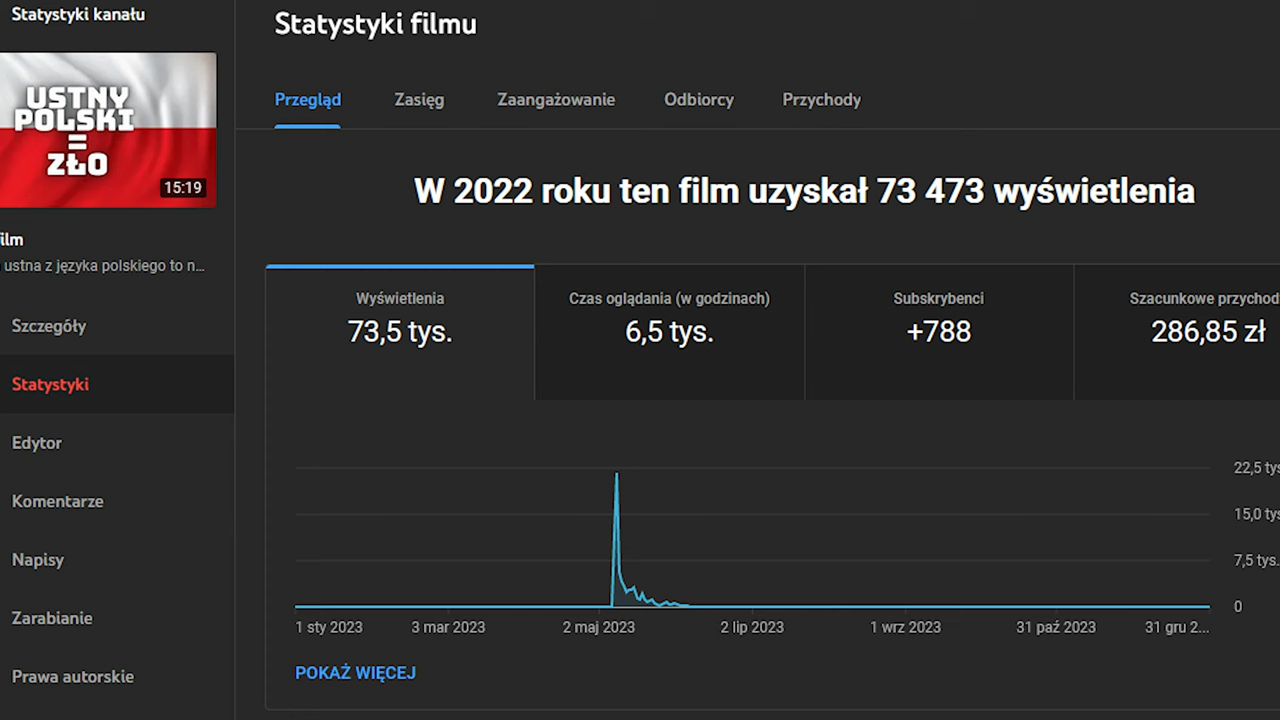 Statystyki kanału
USTNY
POLSKI
=
ZŁO
15:19
ilm
ustna z języka polskiego to n...
Szczegóły
Statystyki
Edytor
Komentarze
Napisy
Zarabianie
Prawa autorskie
Statystyki filmu
Przegląd Zasięg Zaangażowanie Odbiorcy Przychody
W 2022 roku ten film uzyskał 73 473 wyświetlenia
Wyświetlenia
73,5 tys.
Czas oglądania (w godzinach)
6,5 tys.
Subskrybenci
+788
Szacunkowe przychod
286,85 zł
22,5 tys
15,0 tys
7,5 tys.
0
1 sty 2023 3 mar 2023 2 maj 2023 2 lip 2023 1 wrz 2023 31 paź 2023 31 gru 2...
POKAŻ WIĘCEJ